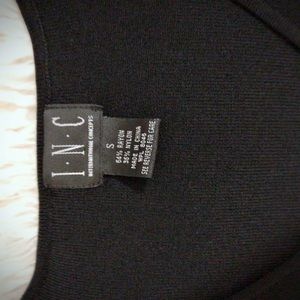 I·N·C
INTERNATIONAL CONCEPTS
S
64% RAYON
36% NYLON
MADE IN CHINA
SEE REVERSE FOR CARE